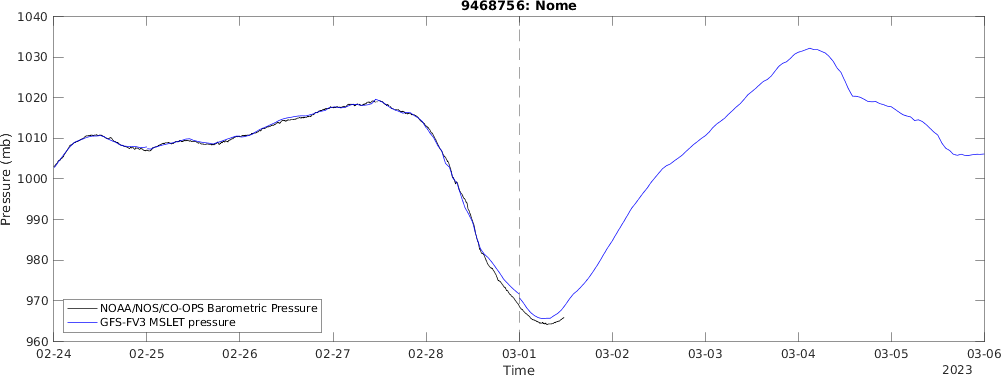 9468756: Nome
1040
1030
1020
1010
1000
990
980
970
960
Pressure (mb)
NOAA/NOS/CO-OPS Barometric Pressure
GFS-FV3 MSLET pressure
02-24 02-25 02-26 02-27 02-28 03-01 03-02 03-03 03-04 03-05 03-06
Time
2023